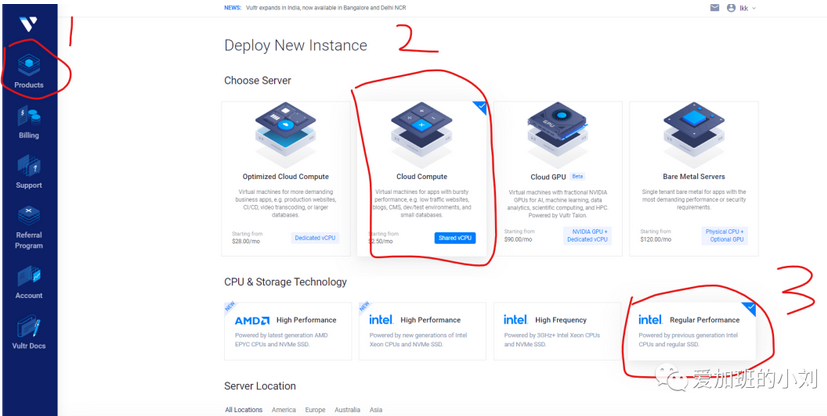 NEWS: Vultr expands in India, now available in Bangalore and Delhi NCR
lkk
1
2
3
Products
Billing
Support
Referral
Program
Account
Vultr Docs
Deploy New Instance
Choose Server
Optimized Cloud Compute
Virtual machines for more demanding
business apps, e.g. production websites,
CI/CD, video transcoding, or larger
databases.
Starting from
$28.00/mo
Dedicated vCPU
Cloud Compute
Virtual machines for apps with bursty
performance, e.g. low traffic websites,
blogs, CMS, dev/test environments, and
small databases.
Starting from
$2.50/mo
Shared vCPU
Cloud GPU Beta
Virtual machines with fractional NVIDIA
GPUs for AI, machine learning, data
analytics, scientific computing, and HPC.
Powered by Vultr Talon.
Starting from
$90.00/mo
NVIDIA GPU +
Dedicated vCPU
Bare Metal Servers
Single tenant bare metal for apps with the
most demanding performance or security
requirements.
Starting from
$120.00/mo
Physical CPU +
Optional GPU
CPU & Storage Technology
NEW
AMD High Performance
Powered by latest generation AMD
EPYC CPUs and NVMe SSD.
NEW
intel High Performance
Powered by new generations of Intel
Xeon CPUs and NVMe SSD.
intel High Frequency
Powered by 3GHz+ Intel Xeon CPUs
and NVMe SSD.
intel Regular Performance
Powered by previous generation Intel
CPUs and regular SSD.
Server Location
All Locations America Europe Australia Asia
爱加班的小刘